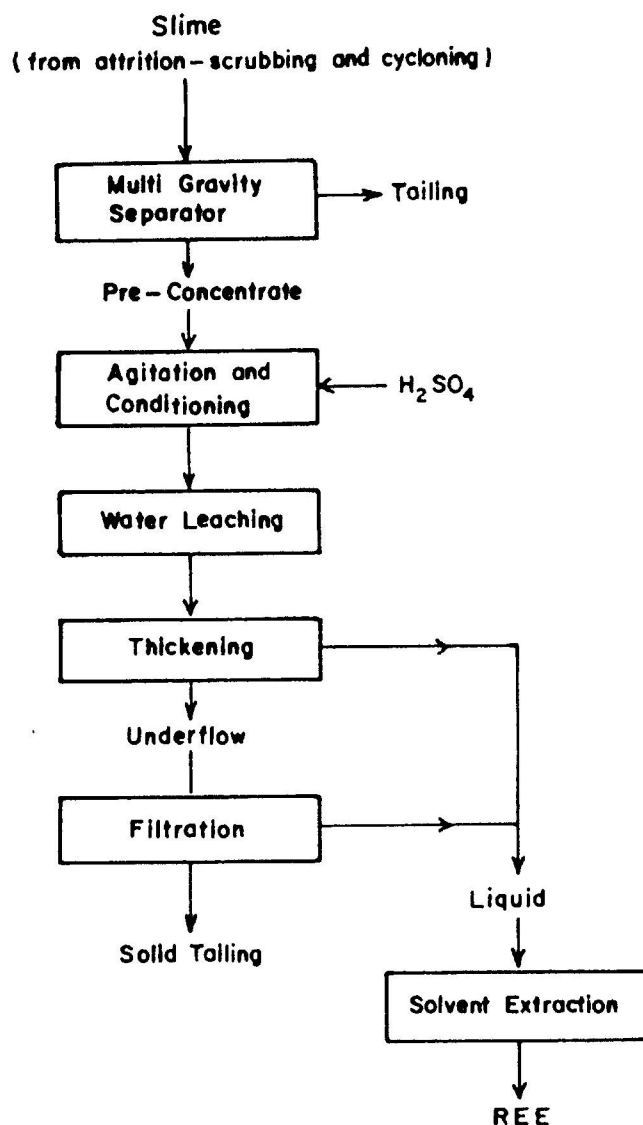 Slime
(from attrition-scrubbing and cycloning)
Multi Gravity
Separator
Tailing
Pre-Concentrate
Agitation and
Conditioning
H₂SO₄
Water Leaching
Thickening
Underflow
Filtration
Liquid
Solid Tailing
Solvent Extraction
REE